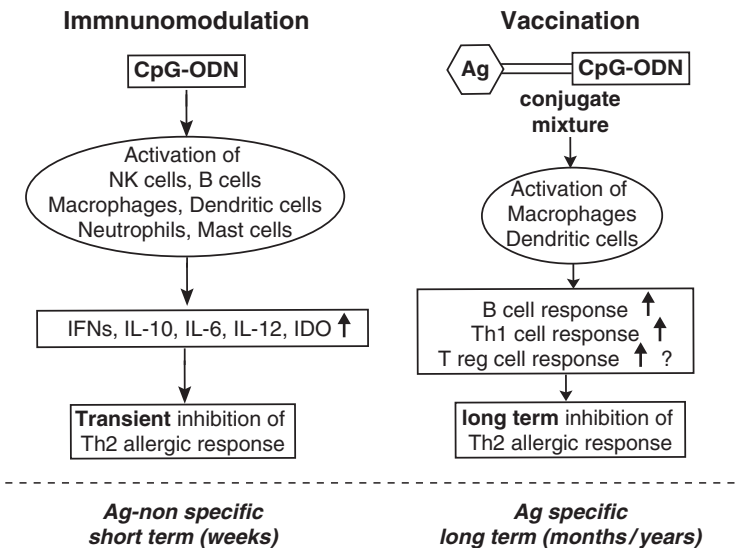 Immnunomodulation
CpG-ODN
Activation of
NK cells, B cells
Macrophages, Dendritic cells
Neutrophils, Mast cells
IFNs, IL-10, IL-6, IL-12, IDO
Transient inhibition of
Th2 allergic response
Ag-non specific
short term (weeks)
Vaccination
Ag CpG-ODN
conjugate
mixture
Activation of
Macrophages
Dendritic cells
B cell response
Th1 cell response
T reg cell response ?
long term inhibition of
Th2 allergic response
Ag specific
long term (months/years)